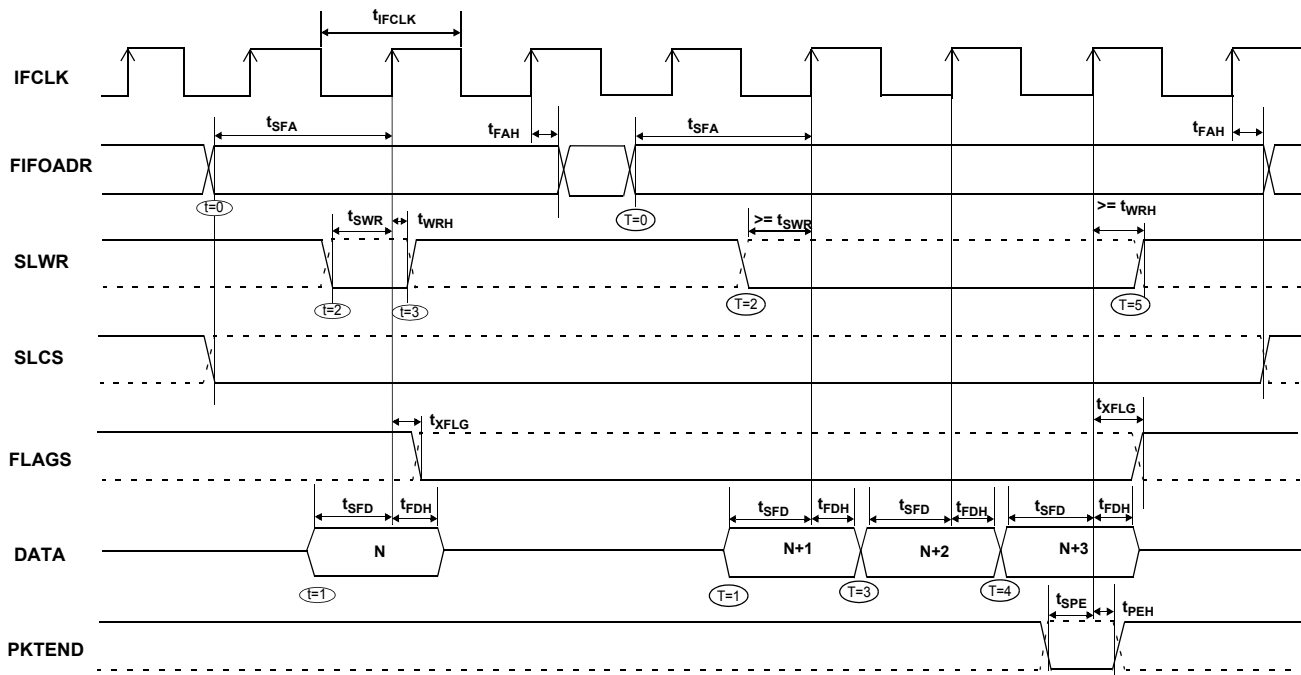 tIFCLK
IFCLK
tSFA
tFAH
tSFA
tFAH
FIFOADR
t=0
T=0
tSWR
tWRH
>= tSWR
>= tWRH
SLWR
t=2
t=3
T=2
T=5
SLCS
tXFLG
tXFLG
FLAGS
tSFD
tFDH
tSFD
tFDH
tSFD
tFDH
tSFD
tFDH
DATA
N
N+1
N+2
N+3
t=1
T=1
T=3
T=4
tSPE
tPEH
PKTEND